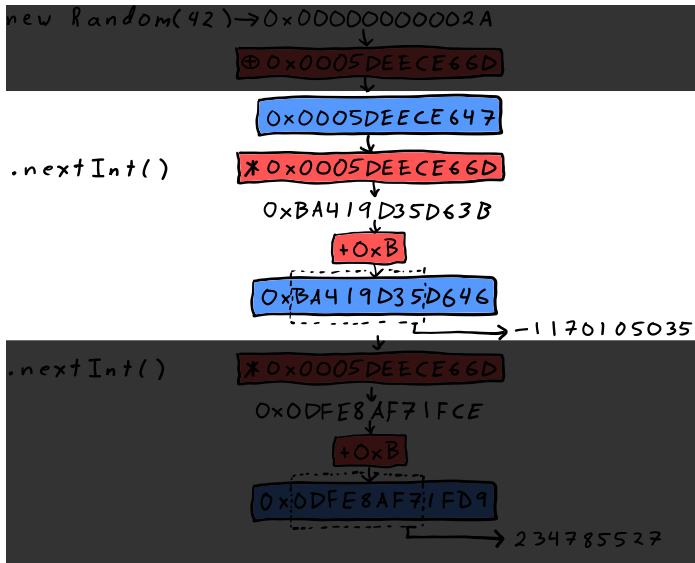 new Random(42)→0x00000000002A
⊕0x0005DEECE66D
0x0005DEECE647
.nextInt() *0x0005DEECE66D
0xBA419D35D63B
+0xB
0xBA419D35D646
-1170105035
.nextInt() *0x0005DEECE66D
0x0DFE8AF71FCE
+0xB
0x0DFE8AF71FD9
234785527